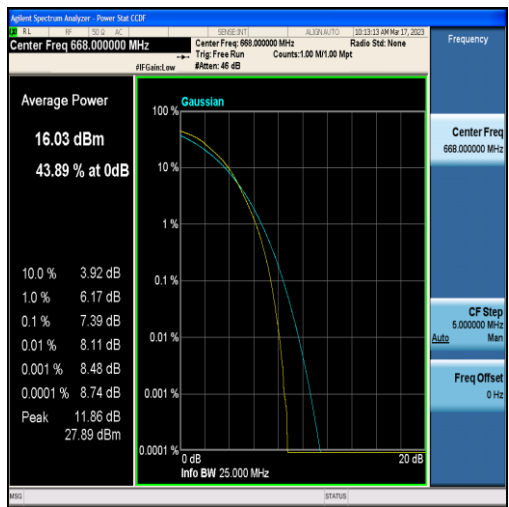 Agilent Spectrum Analyzer - Power Stat CCDF
RL RF 50 Ω AC SENSE:INT ALIGN AUTO 10:13:13 AM Mar 17, 2023
Center Freq 668.000000 MHz
Center Freq: 668.000000 MHz Radio Std: None
Trig: Free Run Counts:1.00 M/1.00 Mpt
#IFGain:Low #Atten: 46 dB
Frequency
Average Power
16.03 dBm
43.89 % at 0dB
10.0 % 3.92 dB
1.0 % 6.17 dB
0.1 % 7.39 dB
0.01 % 8.11 dB
0.001 % 8.48 dB
0.0001 % 8.74 dB
Peak 11.86 dB
27.89 dBm
Gaussian
100 %
10 %
1 %
0.1 %
0.01 %
0.001 %
0.0001 %
0 dB 20 dB
Info BW 25.000 MHz
Center Freq
668.000000 MHz
CF Step
5.000000 MHz
Auto Man
Freq Offset
0 Hz
MSG STATUS